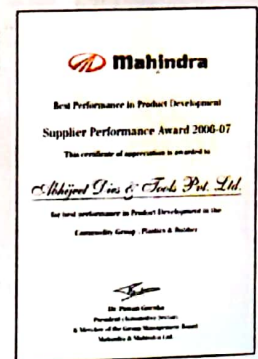 Mahindra
Best Performance in Product Development
Supplier Performance Award 2006-07
This certificate of appreciation is awarded to
Abhijeet Dies & Tools Pvt. Ltd.
for best performance in Product Development in the
Commodity Group - Plastics & Rubber
Dr. Pawan Goenka
President (Automotive Sector)
& Member of the Group Management Board
Mahindra & Mahindra Ltd.